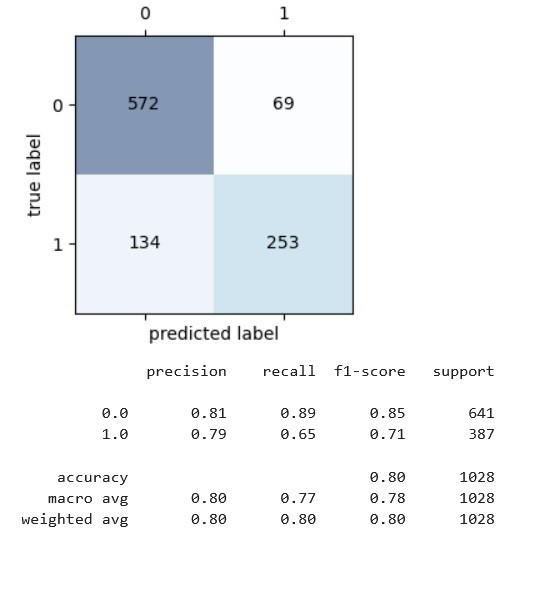 0 1
0 572 69
true label
1 134 253
predicted label
precision recall f1-score support
0.0 0.81 0.89 0.85 641
1.0 0.79 0.65 0.71 387
accuracy 0.80 1028
macro avg 0.80 0.77 0.78 1028
weighted avg 0.80 0.80 0.80 1028